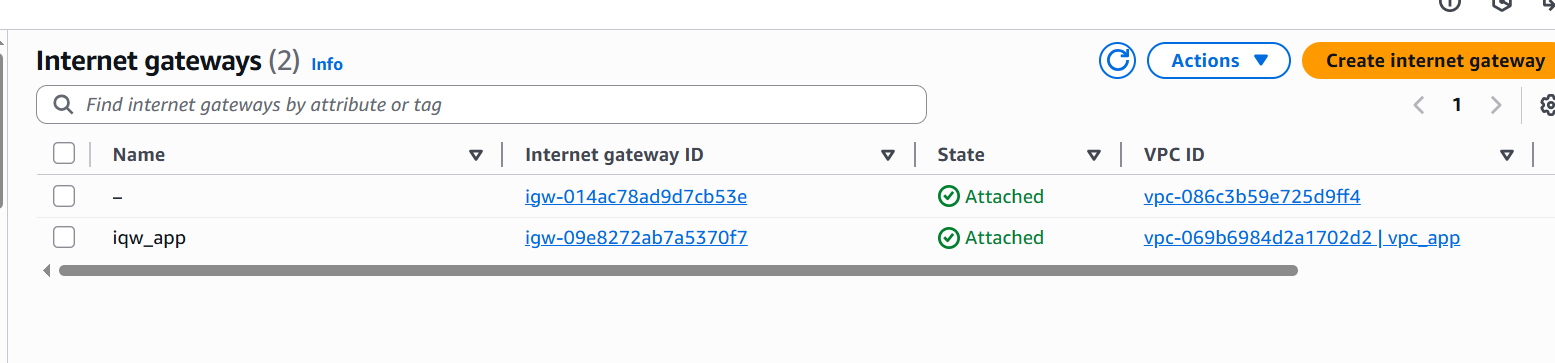 Internet gateways (2) Info
Actions
Create internet gateway
Find internet gateways by attribute or tag
1
Name Internet gateway ID State VPC ID
– igw-014ac78ad9d7cb53e Attached vpc-086c3b59e725d9ff4
iqw_app igw-09e8272ab7a5370f7 Attached vpc-069b6984d2a1702d2 | vpc_app